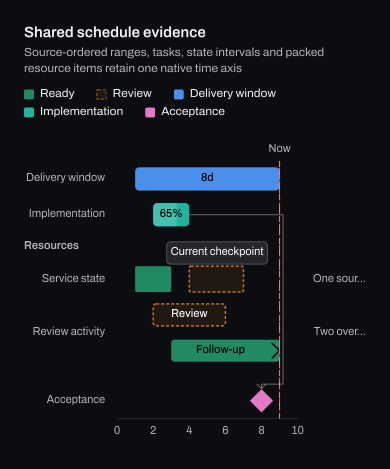 Shared schedule evidence
Source-ordered ranges, tasks, state intervals and packed
resource items retain one native time axis
Ready Review Delivery window
Implementation Acceptance
Now
Delivery window 8d
Implementation 65%
Resources
Current checkpoint
Service state One sour...
Review
Review activity Two over...
Follow-up
Acceptance
0 2 4 6 8 10